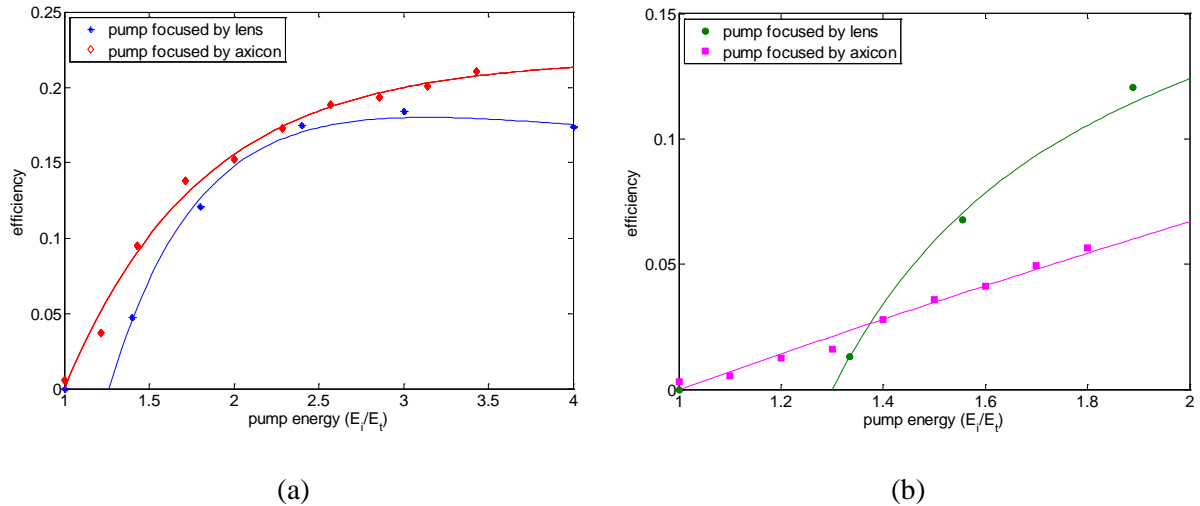 pump focused by lens
pump focused by axicon
0.25
0.2
0.15
0.1
0.05
0
efficiency
1
1.5
2
2.5
3
3.5
4
pump energy (E_i/E_t)
(a)
pump focused by lens
pump focused by axicon
0.15
0.1
0.05
0
efficiency
1
1.2
1.4
1.6
1.8
2
pump energy (E_i/E_t)
(b)